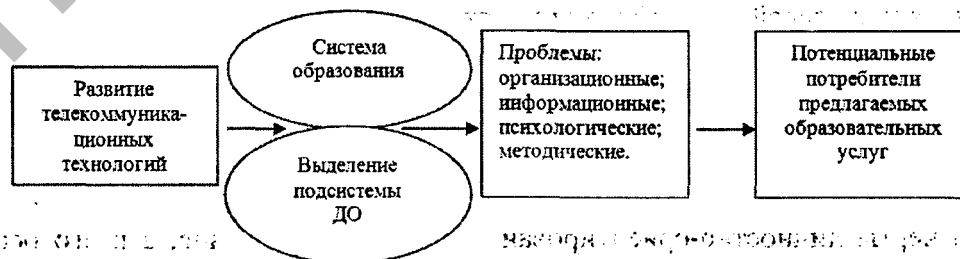 Развитие
телекоммуника-
ционных
технологий
Система
образования
Выделение
подсистемы
ДО
Проблемы:
организационные;
информационные;
психологические;
методические.
Потенциальные
потребители
предлагаемых
образовательных
услуг